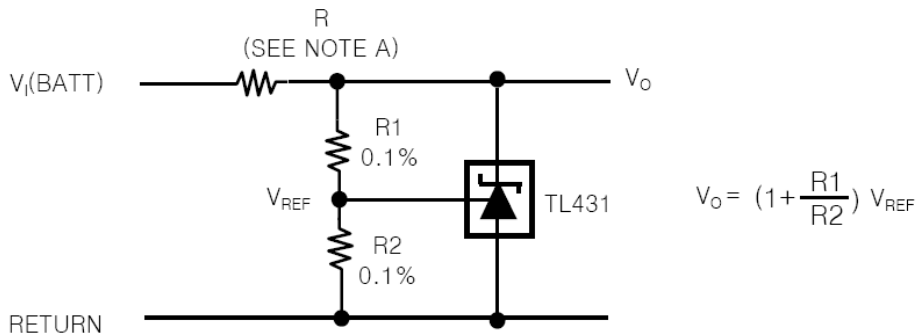 R
(SEE NOTE A)
V_I(BATT)
V_O
R1
0.1%
V_REF
TL431
V_O = (1+R1/R2) V_REF
R2
0.1%
RETURN